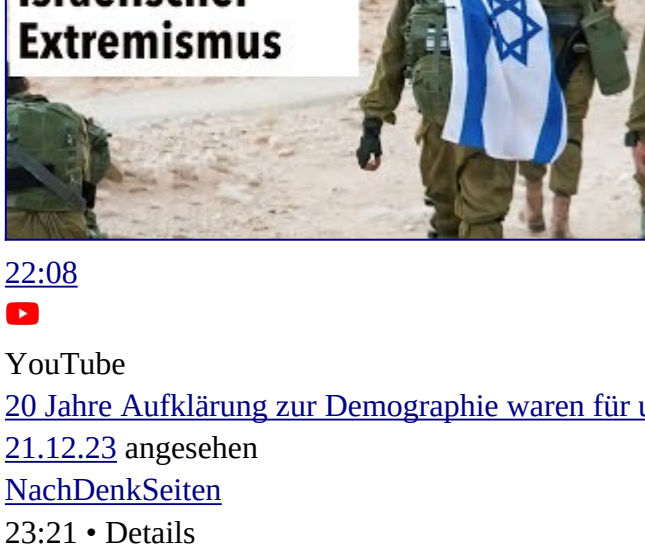 Israelischer
Extremismus
22:08
YouTube
20 Jahre Aufklärung zur Demographie waren für
21.12.23 angesehen
NachDenkSeiten
23:21 • Details